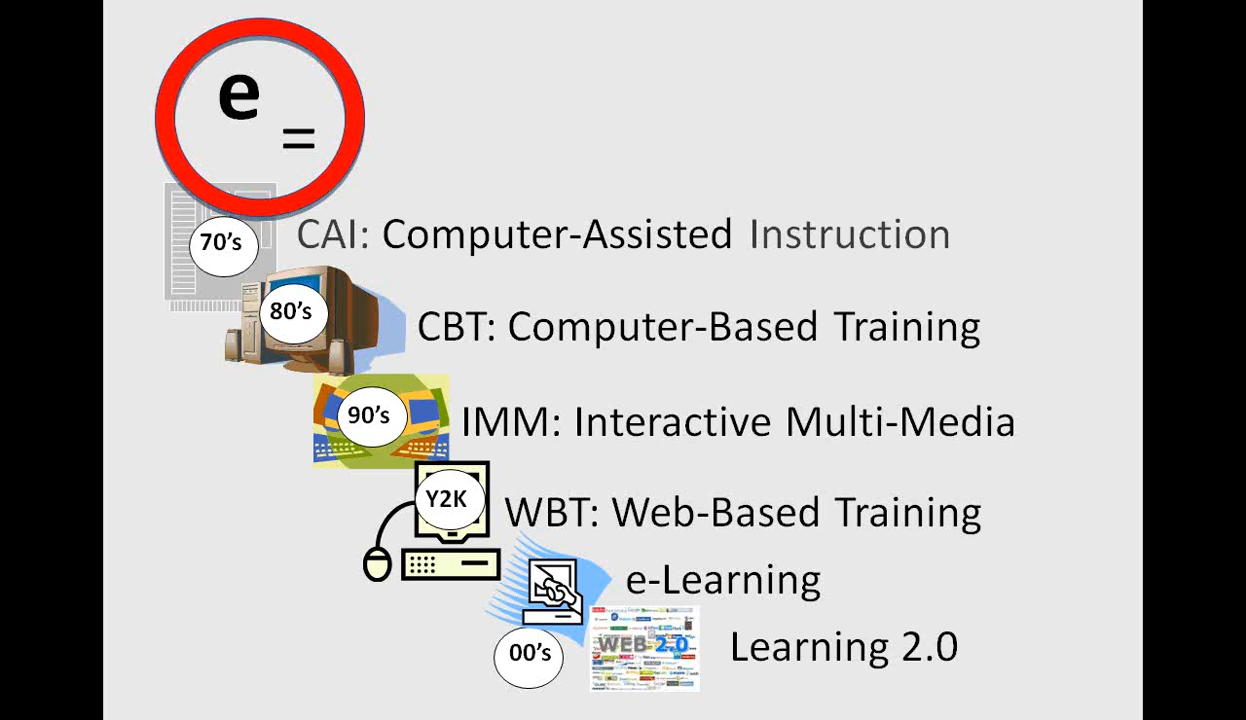 e =
70's CAI: Computer-Assisted Instruction
80's CBT: Computer-Based Training
90's IMM: Interactive Multi-Media
Y2K WBT: Web-Based Training
e-Learning
00's WEB 2.0 Learning 2.0